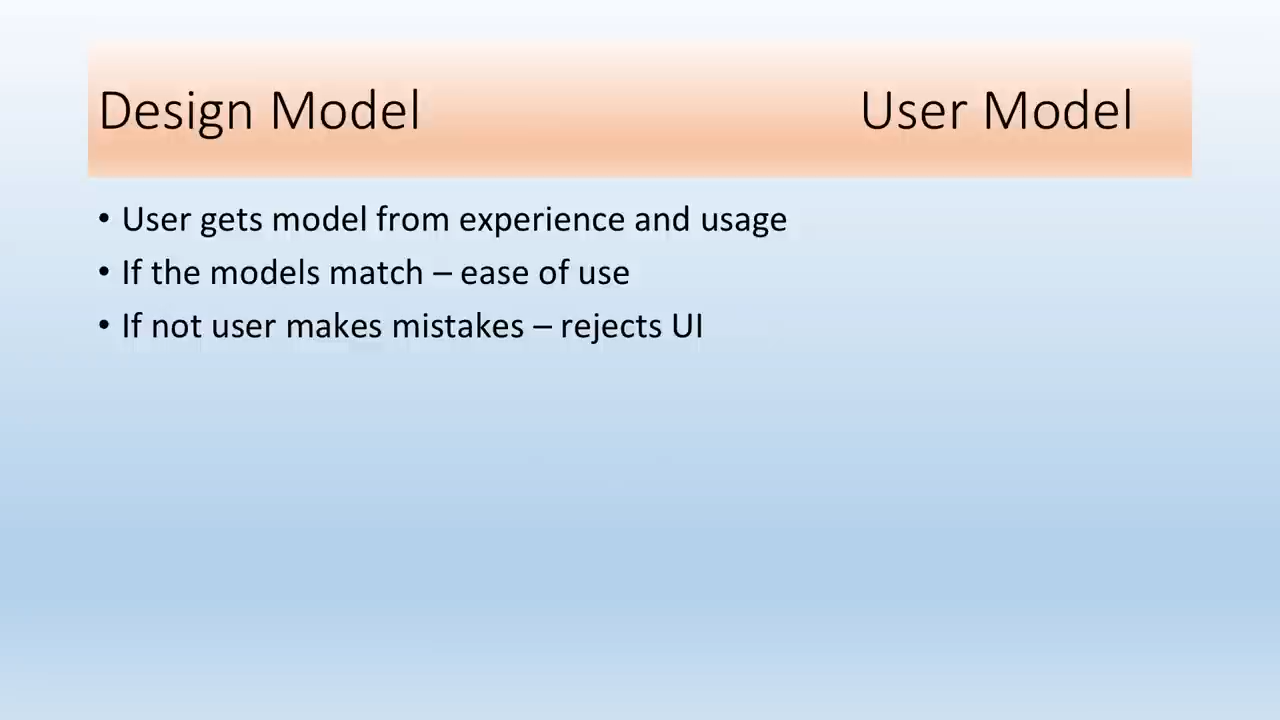 Design Model User Model
• User gets model from experience and usage
• If the models match – ease of use
• If not user makes mistakes – rejects UI